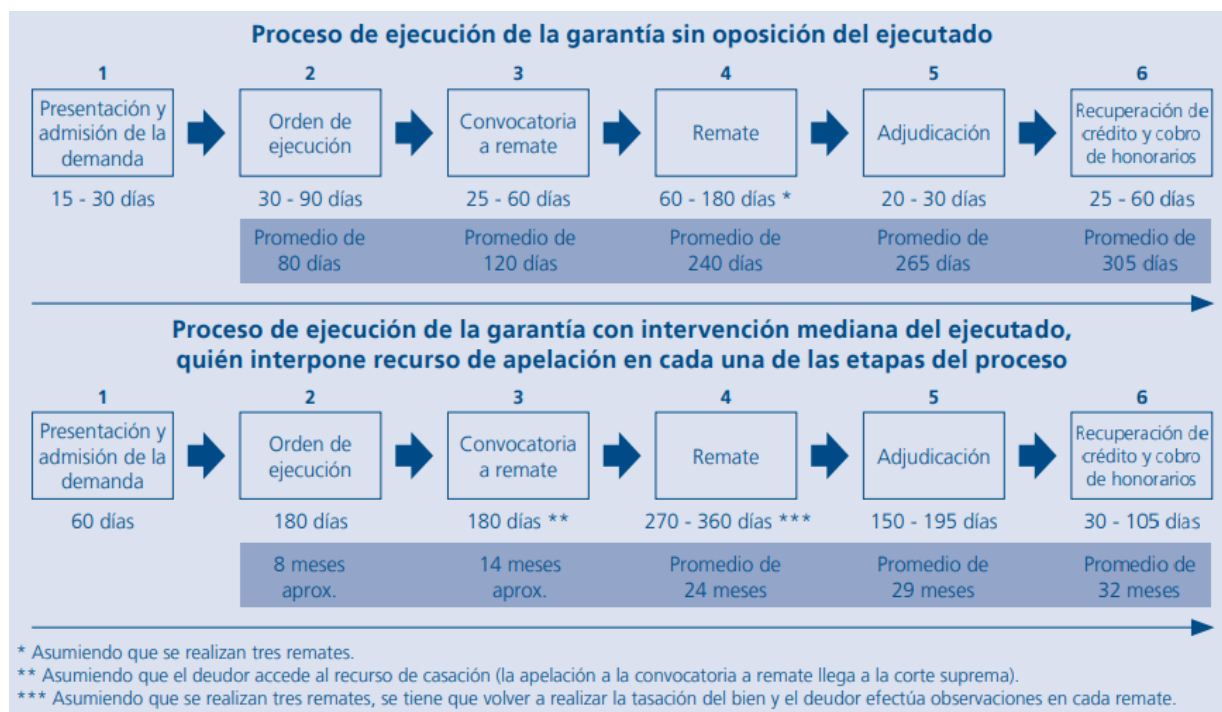 Proceso de ejecución de la garantía sin oposición del ejecutado
1 2 3 4 5 6
Presentación y
admisión de la
demanda
Orden de
ejecución
Convocatoria
a remate
Remate
Adjudicación
Recuperación de
crédito y cobro
de honorarios
15 - 30 días 30 - 90 días 25 - 60 días 60 - 180 días * 20 - 30 días 25 - 60 días
Promedio de
80 días
Promedio de
120 días
Promedio de
240 días
Promedio de
265 días
Promedio de
305 días
Proceso de ejecución de la garantía con intervención mediana del ejecutado,
quién interpone recurso de apelación en cada una de las etapas del proceso
1 2 3 4 5 6
Presentación y
admisión de la
demanda
Orden de
ejecución
Convocatoria
a remate
Remate
Adjudicación
Recuperación de
crédito y cobro
de honorarios
60 días 180 días 180 días ** 270 - 360 días *** 150 - 195 días 30 - 105 días
8 meses
aprox.
14 meses
aprox.
Promedio de
24 meses
Promedio de
29 meses
Promedio de
32 meses
* Asumiendo que se realizan tres remates.
** Asumiendo que el deudor accede al recurso de casación (la apelación a la convocatoria a remate llega a la corte suprema).
*** Asumiendo que se realizan tres remates, se tiene que volver a realizar la tasación del bien y el deudor efectúa observaciones en cada remate.